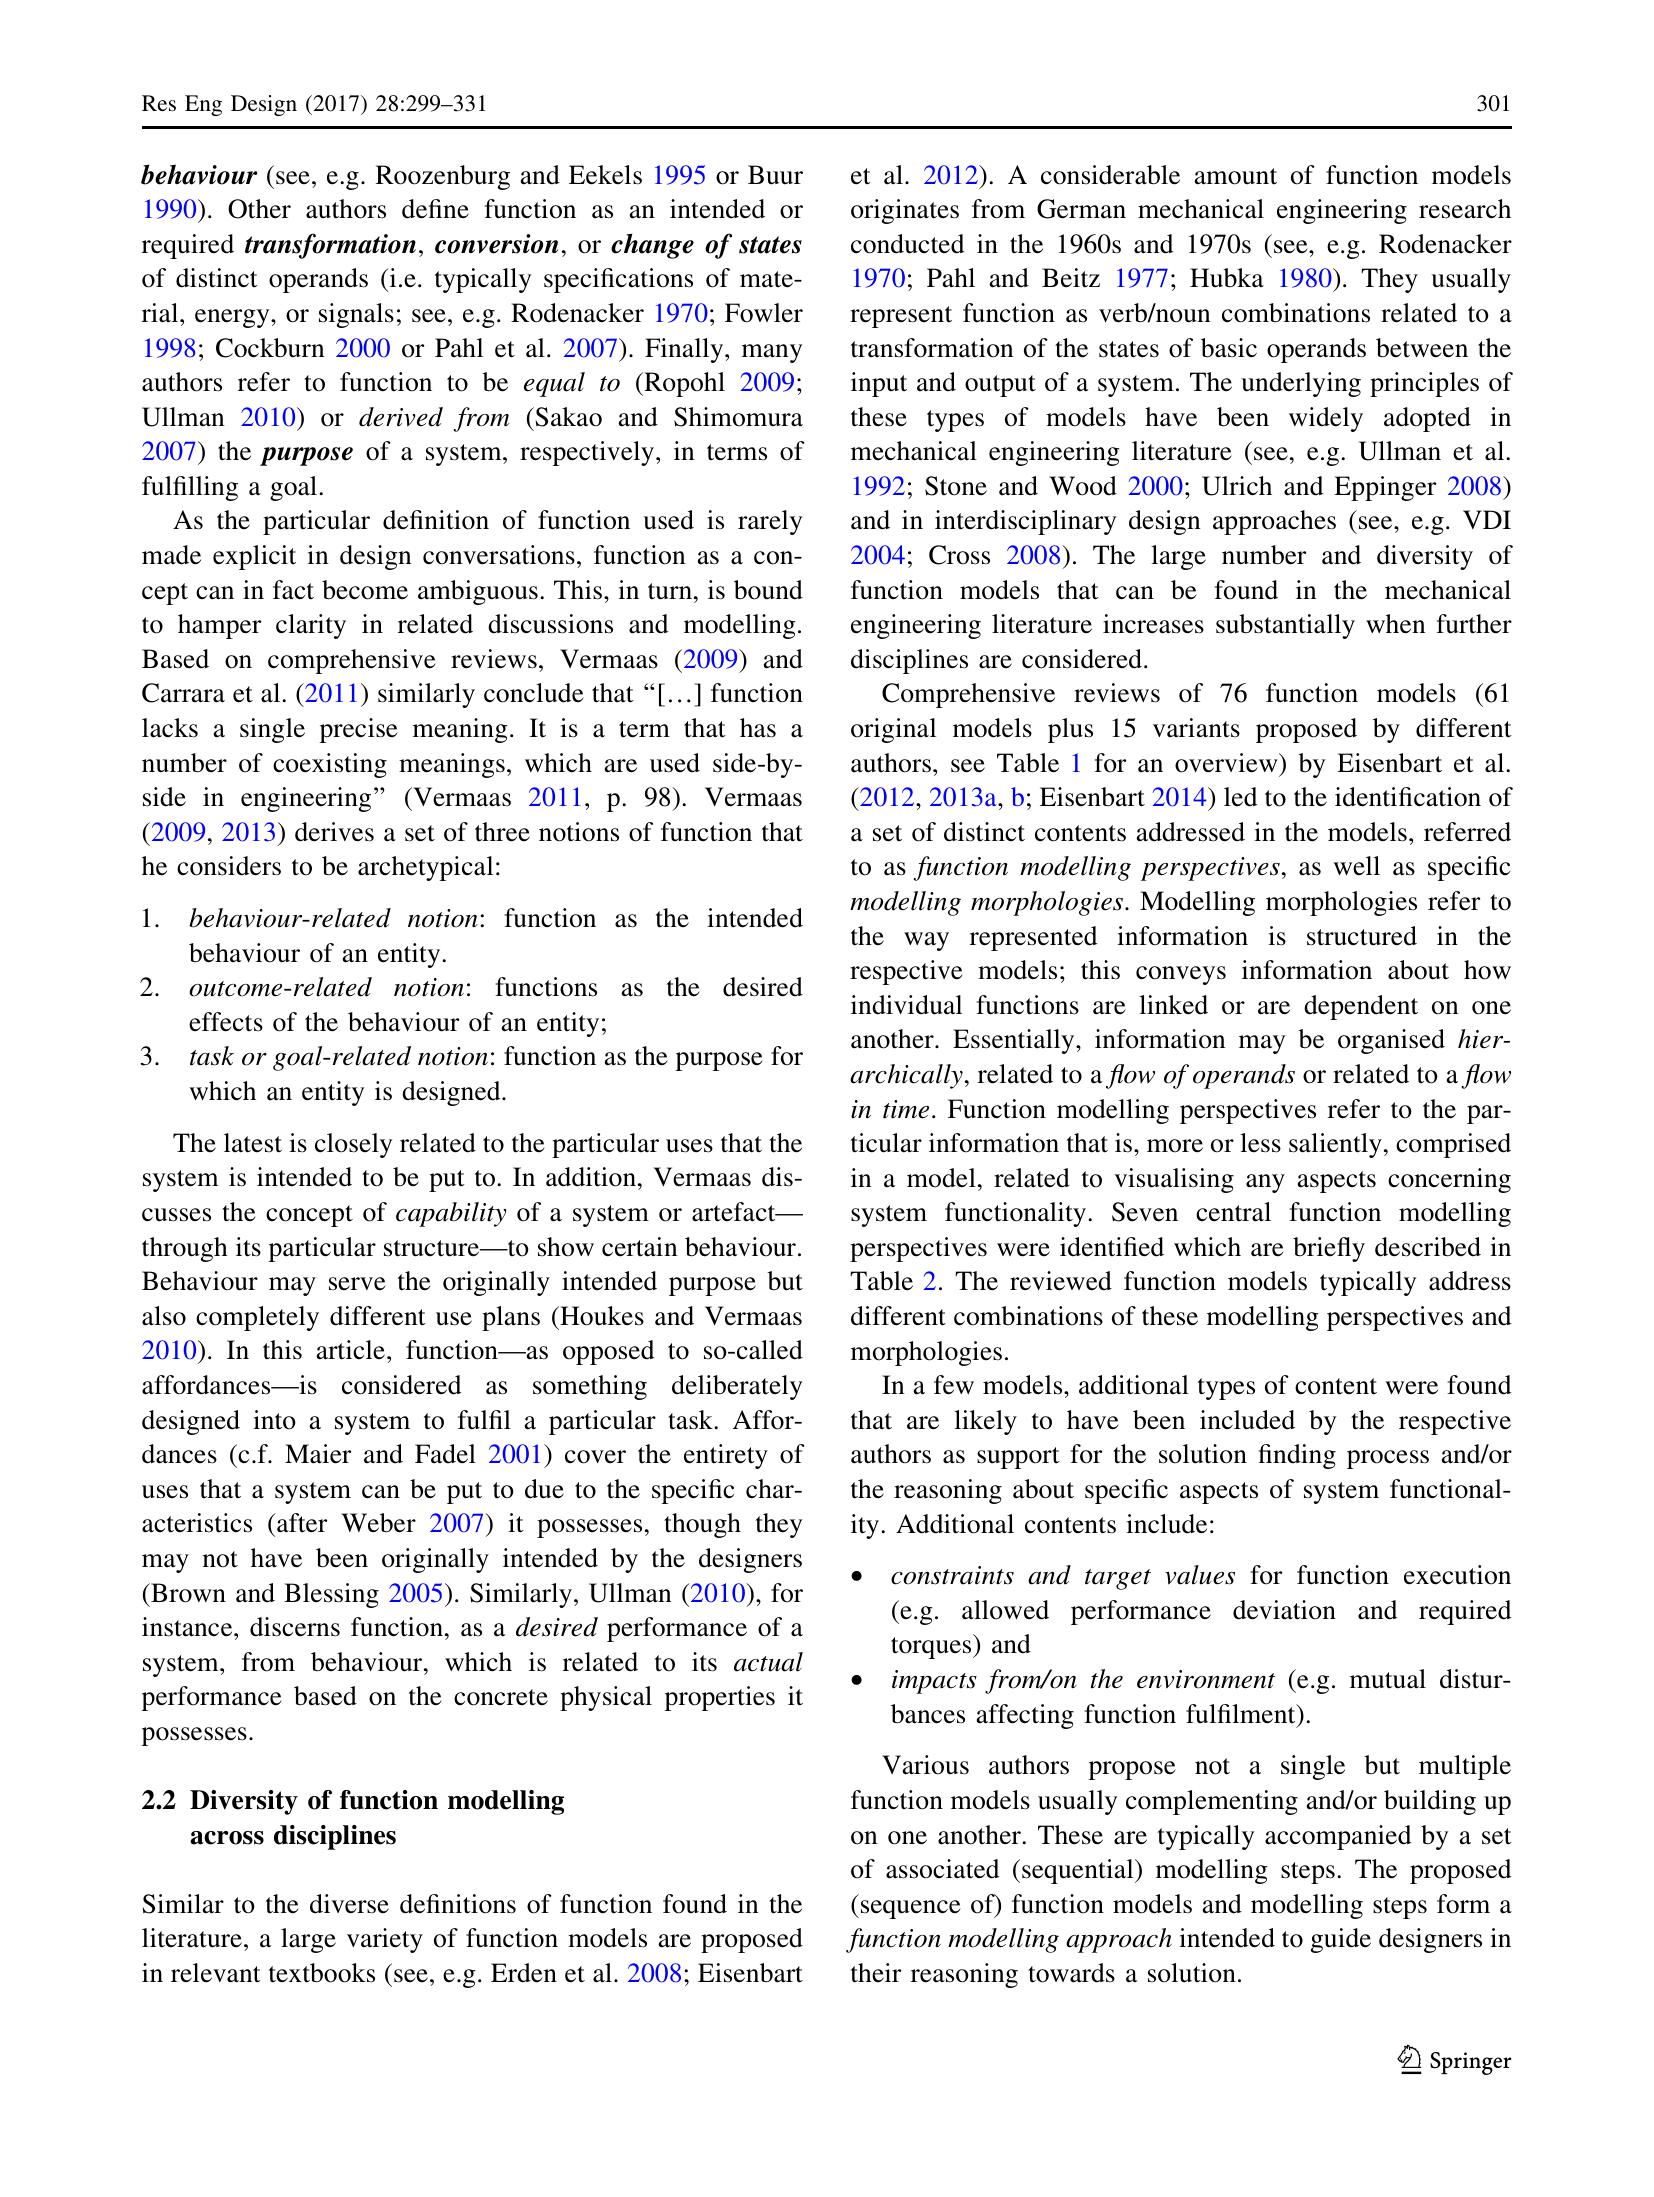 Res Eng Design (2017) 28:299–331
301
behaviour (see, e.g. Roozenburg and Eekels 1995 or Buur
1990). Other authors define function as an intended or
required transformation, conversion, or change of states
of distinct operands (i.e. typically specifications of mate-
rial, energy, or signals; see, e.g. Rodenacker 1970; Fowler
1998; Cockburn 2000 or Pahl et al. 2007). Finally, many
authors refer to function to be equal to (Ropohl 2009;
Ullman 2010) or derived from (Sakao and Shimomura
2007) the purpose of a system, respectively, in terms of
fulfilling a goal.
As the particular definition of function used is rarely
made explicit in design conversations, function as a con-
cept can in fact become ambiguous. This, in turn, is bound
to hamper clarity in related discussions and modelling.
Based on comprehensive reviews, Vermaas (2009) and
Carrara et al. (2011) similarly conclude that “[…] function
lacks a single precise meaning. It is a term that has a
number of coexisting meanings, which are used side-by-
side in engineering” (Vermaas 2011, p. 98). Vermaas
(2009, 2013) derives a set of three notions of function that
he considers to be archetypical:
1. behaviour-related notion: function as the intended
behaviour of an entity.
2. outcome-related notion: functions as the desired
effects of the behaviour of an entity;
3. task or goal-related notion: function as the purpose for
which an entity is designed.
The latest is closely related to the particular uses that the
system is intended to be put to. In addition, Vermaas dis-
cusses the concept of capability of a system or artefact—
through its particular structure—to show certain behaviour.
Behaviour may serve the originally intended purpose but
also completely different use plans (Houkes and Vermaas
2010). In this article, function—as opposed to so-called
affordances—is considered as something deliberately
designed into a system to fulfil a particular task. Affor-
dances (c.f. Maier and Fadel 2001) cover the entirety of
uses that a system can be put to due to the specific char-
acteristics (after Weber 2007) it possesses, though they
may not have been originally intended by the designers
(Brown and Blessing 2005). Similarly, Ullman (2010), for
instance, discerns function, as a desired performance of a
system, from behaviour, which is related to its actual
performance based on the concrete physical properties it
possesses.
2.2 Diversity of function modelling
across disciplines
Similar to the diverse definitions of function found in the
literature, a large variety of function models are proposed
in relevant textbooks (see, e.g. Erden et al. 2008; Eisenbart
et al. 2012). A considerable amount of function models
originates from German mechanical engineering research
conducted in the 1960s and 1970s (see, e.g. Rodenacker
1970; Pahl and Beitz 1977; Hubka 1980). They usually
represent function as verb/noun combinations related to a
transformation of the states of basic operands between the
input and output of a system. The underlying principles of
these types of models have been widely adopted in
mechanical engineering literature (see, e.g. Ullman et al.
1992; Stone and Wood 2000; Ulrich and Eppinger 2008)
and in interdisciplinary design approaches (see, e.g. VDI
2004; Cross 2008). The large number and diversity of
function models that can be found in the mechanical
engineering literature increases substantially when further
disciplines are considered.
Comprehensive reviews of 76 function models (61
original models plus 15 variants proposed by different
authors, see Table 1 for an overview) by Eisenbart et al.
(2012, 2013a, b; Eisenbart 2014) led to the identification of
a set of distinct contents addressed in the models, referred
to as function modelling perspectives, as well as specific
modelling morphologies. Modelling morphologies refer to
the way represented information is structured in the
respective models; this conveys information about how
individual functions are linked or are dependent on one
another. Essentially, information may be organised hier-
archically, related to a flow of operands or related to a flow
in time. Function modelling perspectives refer to the par-
ticular information that is, more or less saliently, comprised
in a model, related to visualising any aspects concerning
system functionality. Seven central function modelling
perspectives were identified which are briefly described in
Table 2. The reviewed function models typically address
different combinations of these modelling perspectives and
morphologies.
In a few models, additional types of content were found
that are likely to have been included by the respective
authors as support for the solution finding process and/or
the reasoning about specific aspects of system functional-
ity. Additional contents include:
• constraints and target values for function execution
(e.g. allowed performance deviation and required
torques) and
• impacts from/on the environment (e.g. mutual distur-
bances affecting function fulfilment).
Various authors propose not a single but multiple
function models usually complementing and/or building up
on one another. These are typically accompanied by a set
of associated (sequential) modelling steps. The proposed
(sequence of) function models and modelling steps form a
function modelling approach intended to guide designers in
their reasoning towards a solution.
Springer